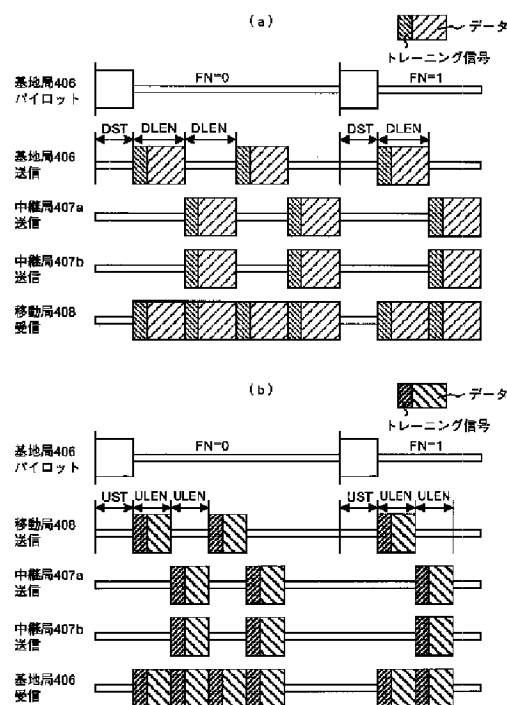 (a)
データ
トレーニング信号
基地局406
パイロット
FN=0
FN=1
DST
DLEN
DLEN
DST
DLEN
基地局406
送信
中継局407a
送信
中継局407b
送信
移動局408
受信
(b)
データ
トレーニング信号
基地局406
パイロット
FN=0
FN=1
UST
ULEN
ULEN
UST
ULEN
ULEN
移動局408
送信
中継局407a
送信
中継局407b
送信
基地局406
受信